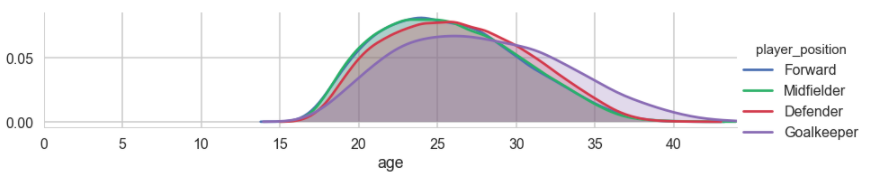 player_position
0.05
Forward
Midfielder
Defender
0.00
Goalkeeper
0 5 10 15 20 25 30 35 40
age